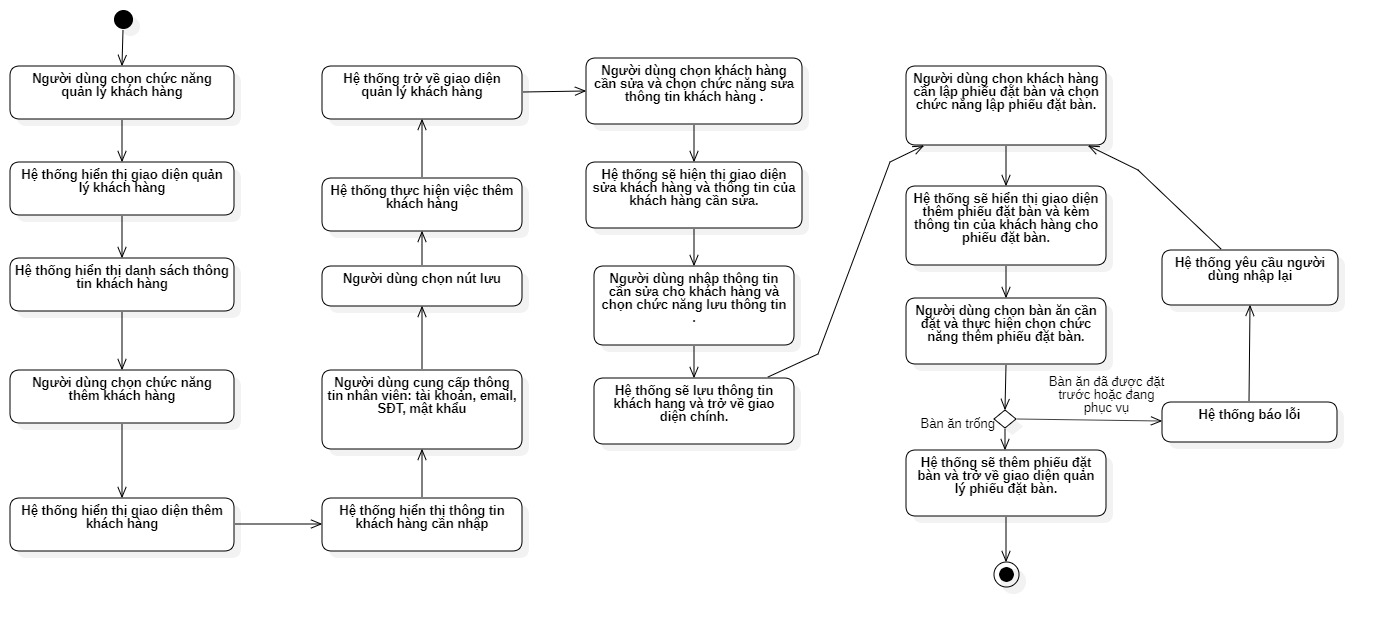 Người dùng chọn chức năng
quản lý khách hàng
Hệ thống hiển thị giao diện quản
lý khách hàng
Hệ thống hiển thị danh sách thông
tin khách hàng
Người dùng chọn chức năng
thêm khách hàng
Hệ thống hiển thị giao diện thêm
khách hàng
Hệ thống hiển thị thông tin
khách hàng cần nhập
Người dùng cung cấp thông
tin nhân viên: tài khoản, email,
SĐT, mật khẩu
Người dùng chọn nút lưu
Hệ thống thực hiện việc thêm
khách hàng
Hệ thống trở về giao diện
quản lý khách hàng
Người dùng chọn khách hàng
cần sửa và chọn chức năng sửa
thông tin khách hàng .
Hệ thống sẽ hiện thị giao diện
sửa khách hàng và thông tin của
khách hàng cần sửa.
Người dùng nhập thông tin
cần sửa cho khách hàng và
chọn chức năng lưu thông tin
.
Hệ thống sẽ lưu thông tin
khách hang và trở về giao
diện chính.
Người dùng chọn khách hàng
cần lập phiếu đặt bàn và chọn
chức năng lập phiếu đặt bàn.
Hệ thống sẽ hiển thị giao diện
thêm phiếu đặt bàn và kèm
thông tin của khách hàng cho
phiếu đặt bàn.
Người dùng chọn bàn ăn cần
đặt và thực hiện chọn chức
năng thêm phiếu đặt bàn.
Bàn ăn trống
Bàn ăn đã được đặt
trước hoặc đang
phục vụ
Hệ thống báo lỗi
Hệ thống yêu cầu người
dùng nhập lại
Hệ thống sẽ thêm phiếu đặt
bàn và trở về giao diện quản
lý phiếu đặt bàn.